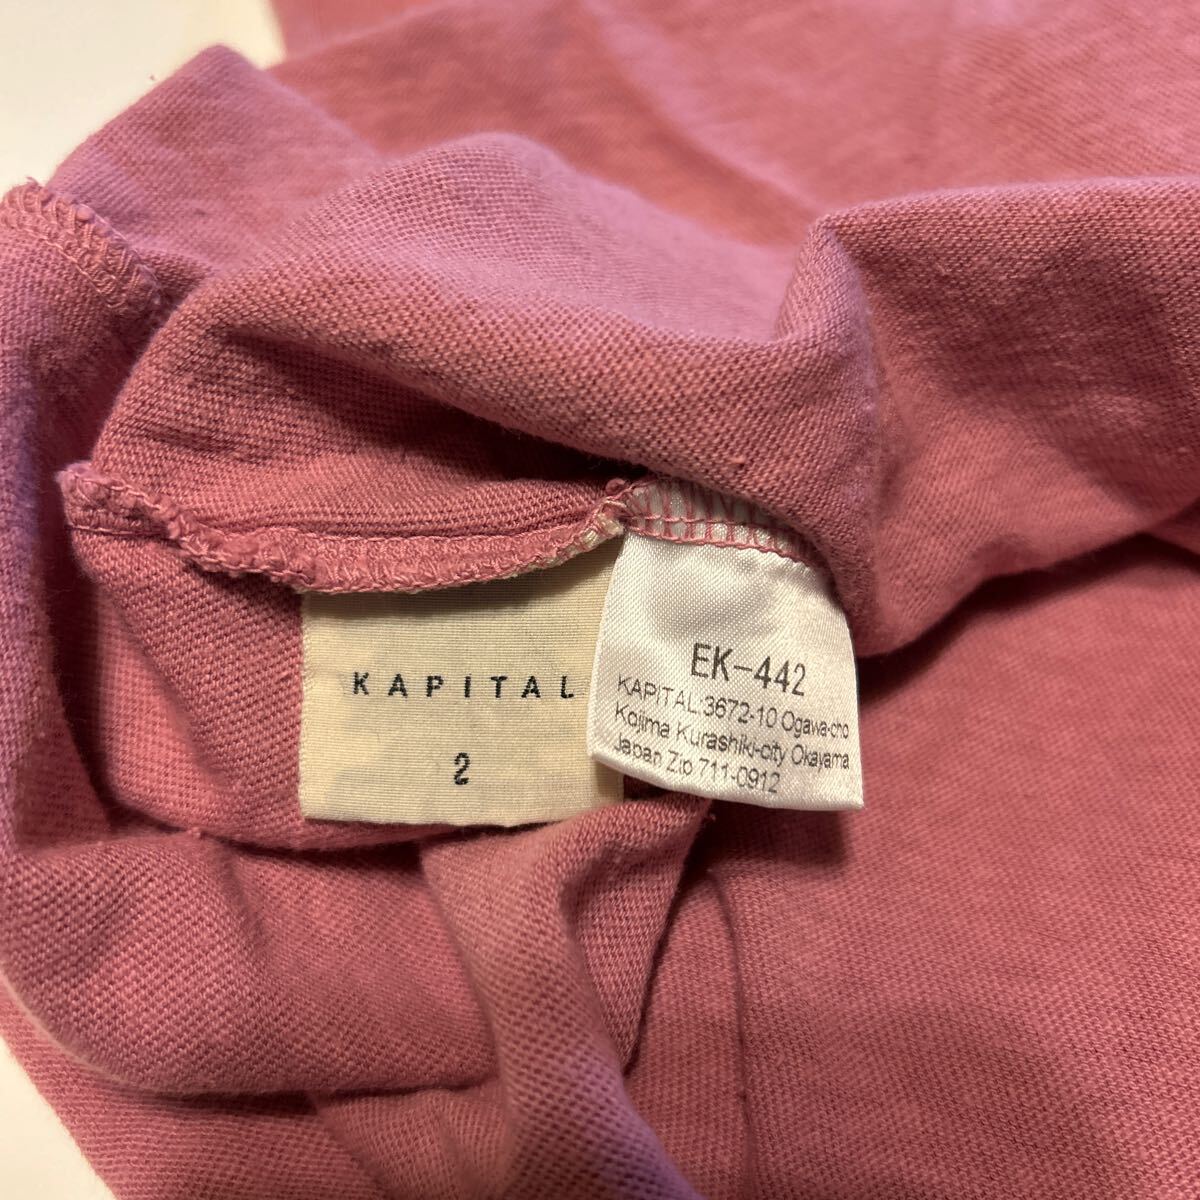 KAPITAL
2
EK-442
KAPITAL:3672-10 Ogawa-cho
Kojima Kurashiki-city Okayama
Japan Zip 711-0912